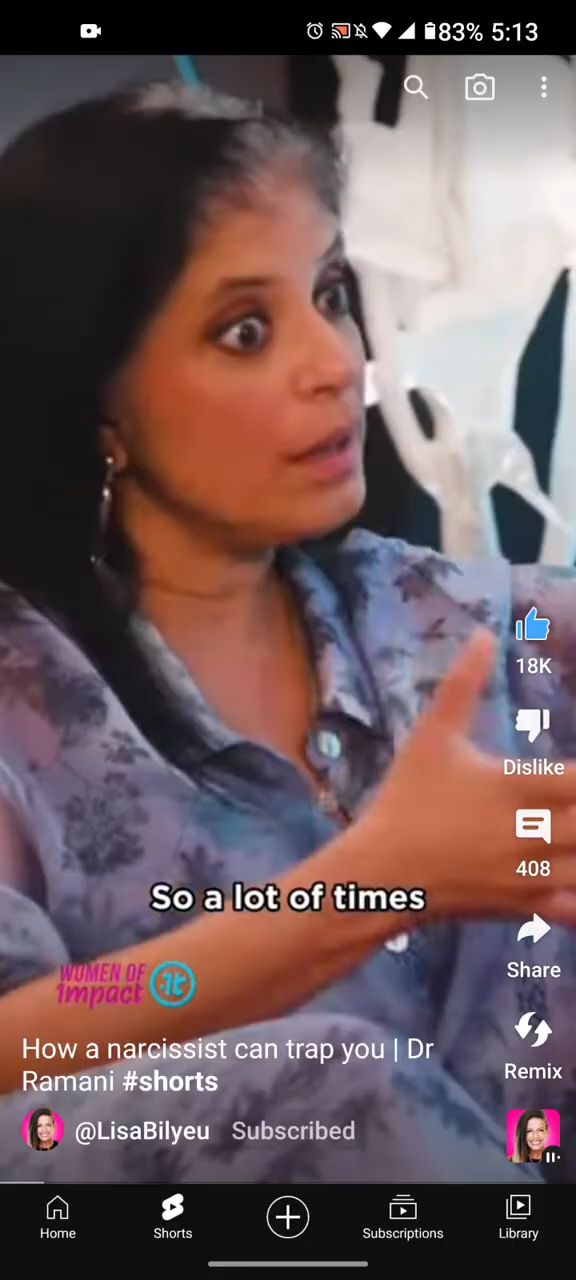 83% 5:13
18K
Dislike
So a lot of times
408
Share
WOMEN OF
impact
How a narcissist can trap you | Dr
Ramani #shorts
Remix
@LisaBilyeu Subscribed
Home
Shorts
Subscriptions
Library